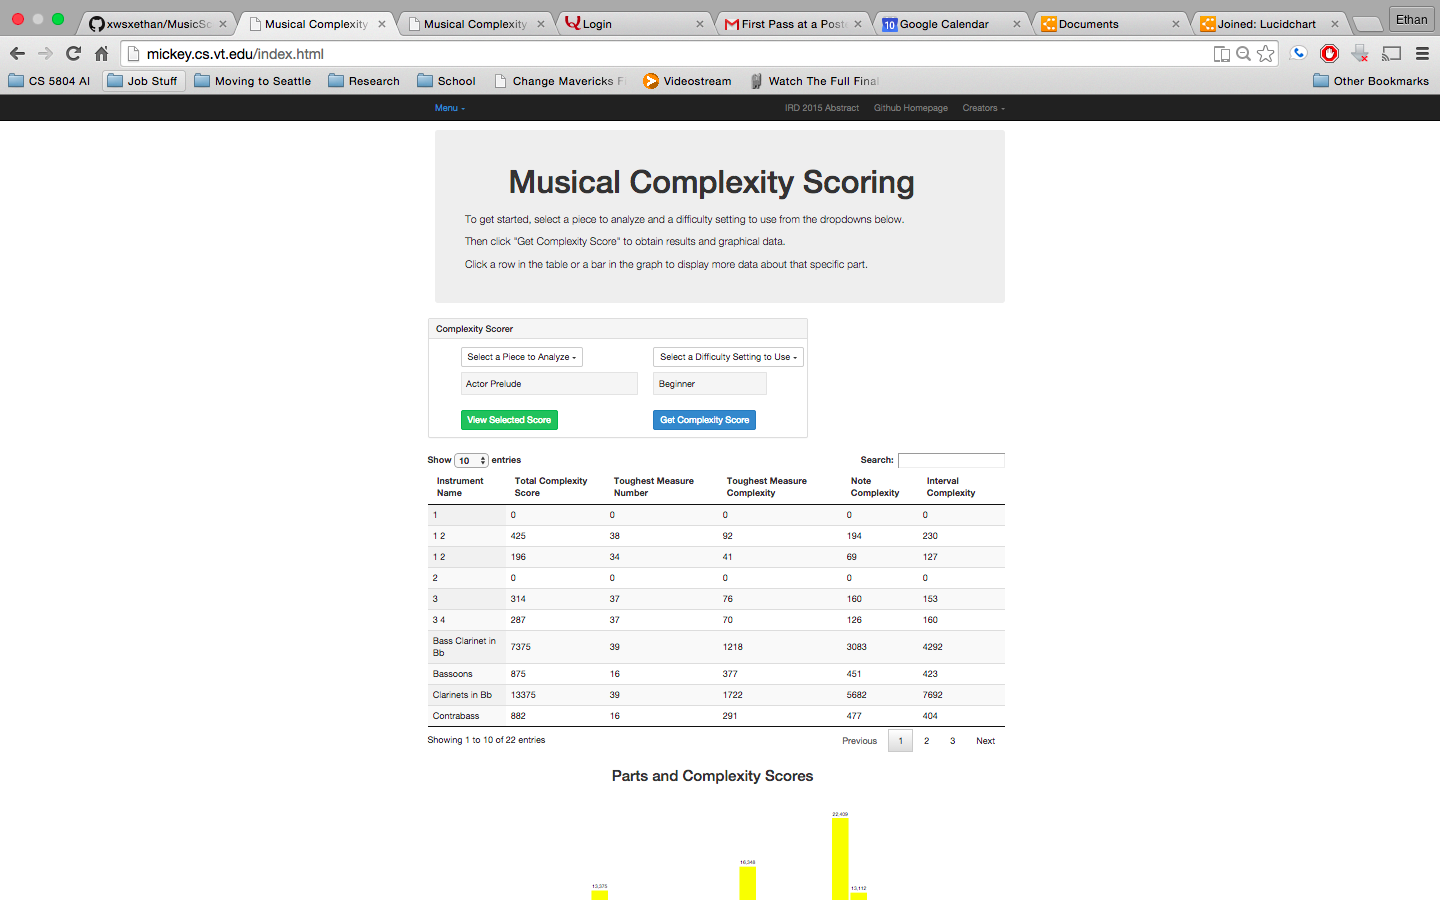 xwsxethan/MusicSc
Musical Complexity
Musical Complexity
Login
First Pass at a Poste
10 Google Calendar
Documents
Joined: Lucidchart
Ethan
mickey.cs.vt.edu/index.html
CS 5804 AI
Job Stuff
Moving to Seattle
Research
School
Change Mavericks F
Videostream
Watch The Full Final
Other Bookmarks
Menu
IRD 2015 Abstract
Github Homepage
Creators
Musical Complexity Scoring
To get started, select a piece to analyze and a difficulty setting to use from the dropdowns below.
Then click "Get Complexity Score" to obtain results and graphical data.
Click a row in the table or a bar in the graph to display more data about that specific part.
Complexity Scorer
Select a Piece to Analyze
Select a Difficulty Setting to Use
Actor Prelude
Beginner
View Selected Score
Get Complexity Score
Show 10 entries
Search:
Instrument Total Complexity Toughest Measure Toughest Measure Note Interval
Name Score Number Complexity Complexity Complexity
1 0 0 0 0 0
1 2 425 38 92 194 230
1 2 196 34 41 69 127
2 0 0 0 0 0
3 314 37 76 160 153
3 4 287 37 70 126 160
Bass Clarinet in
Bb 7375 39 1218 3083 4292
Bassoons 875 16 377 451 423
Clarinets in Bb 13375 39 1722 5682 7692
Contrabass 882 16 291 477 404
Showing 1 to 10 of 22 entries
Previous 1 2 3 Next
Parts and Complexity Scores
22,409
16,348
13,375
13,112